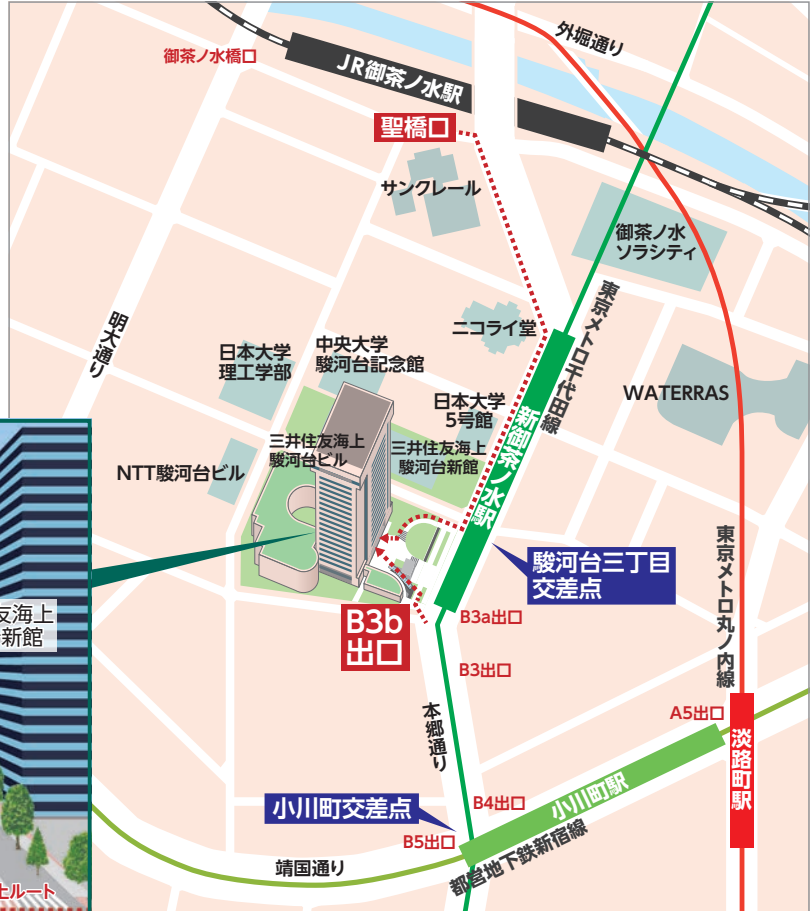 外堀通り
御茶ノ水橋口
JR御茶ノ水駅
聖橋口
サンクレール
御茶ノ水
ソラシティ
東京メトロ千代田線
明大通り
ニコライ堂
日本大学
理工学部
中央大学
駿河台記念館
WATERRAS
日本大学
5号館
新御茶ノ水駅
三井住友海上
駿河台ビル
三井住友海上
駿河台新館
NTT駿河台ビル
東京メトロ丸ノ内線
駿河台三丁目
交差点
友海上
新館
B3b
出口
B3a出口
B3出口
本郷通り
A5出口
淡路町駅
小川町駅
小川町交差点
B4出口
B5出口
都営地下鉄新宿線
靖国通り
上ルート